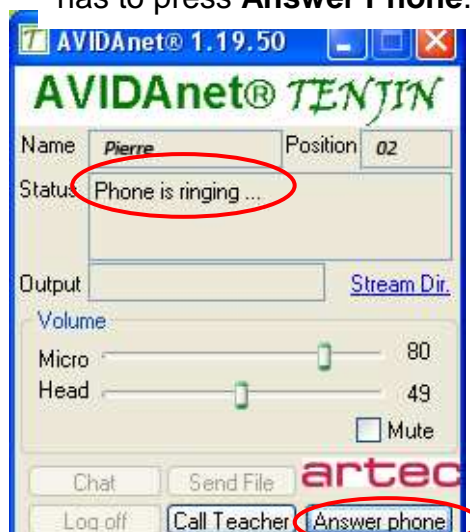 has to press Answer Phone.
AVIDAnet® 1.19.50
AVIDAnet® TENJIN
Name Pierre Position 02
Status Phone is ringing ...
Output Stream Dir.
Volume
Micro 80
Head 49
Mute
Chat Send File artec
Log off Call Teacher Answer phone